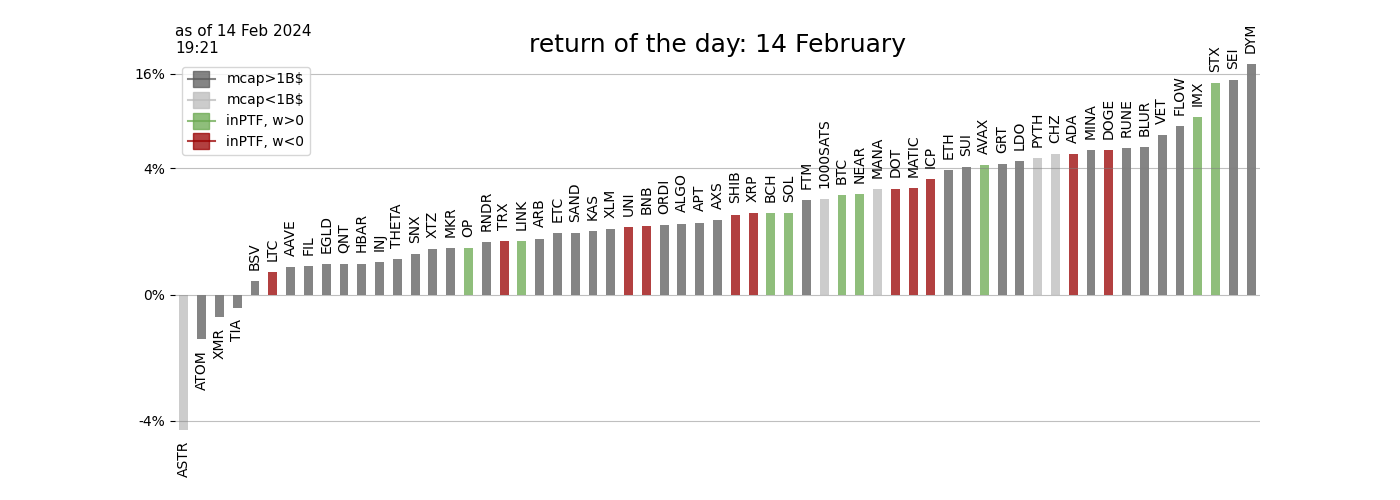 as of 14 Feb 2024
19:21
return of the day: 14 February
mcap>1B$
mcap<1B$
inPTF, w>0
inPTF, w<0
16%
4%
0%
-4%
ASTR
ATOM
XMR
TIA
BSV
LTC
AAVE
FIL
EGLD
QNT
HBAR
INJ
THETA
SNX
XTZ
MKR
OP
RNDR
TRX
LINK
ARB
ETC
SAND
KAS
XLM
UNI
BNB
ORDI
ALGO
APT
AXS
SHIB
XRP
BCH
SOL
FTM
1000SATS
BTC
NEAR
MANA
DOT
MATIC
ICP
ETH
SUI
AVAX
GRT
LDO
PYTH
CHZ
ADA
MINA
DOGE
RUNE
BLUR
VET
FLOW
IMX
STX
SEI
DYM